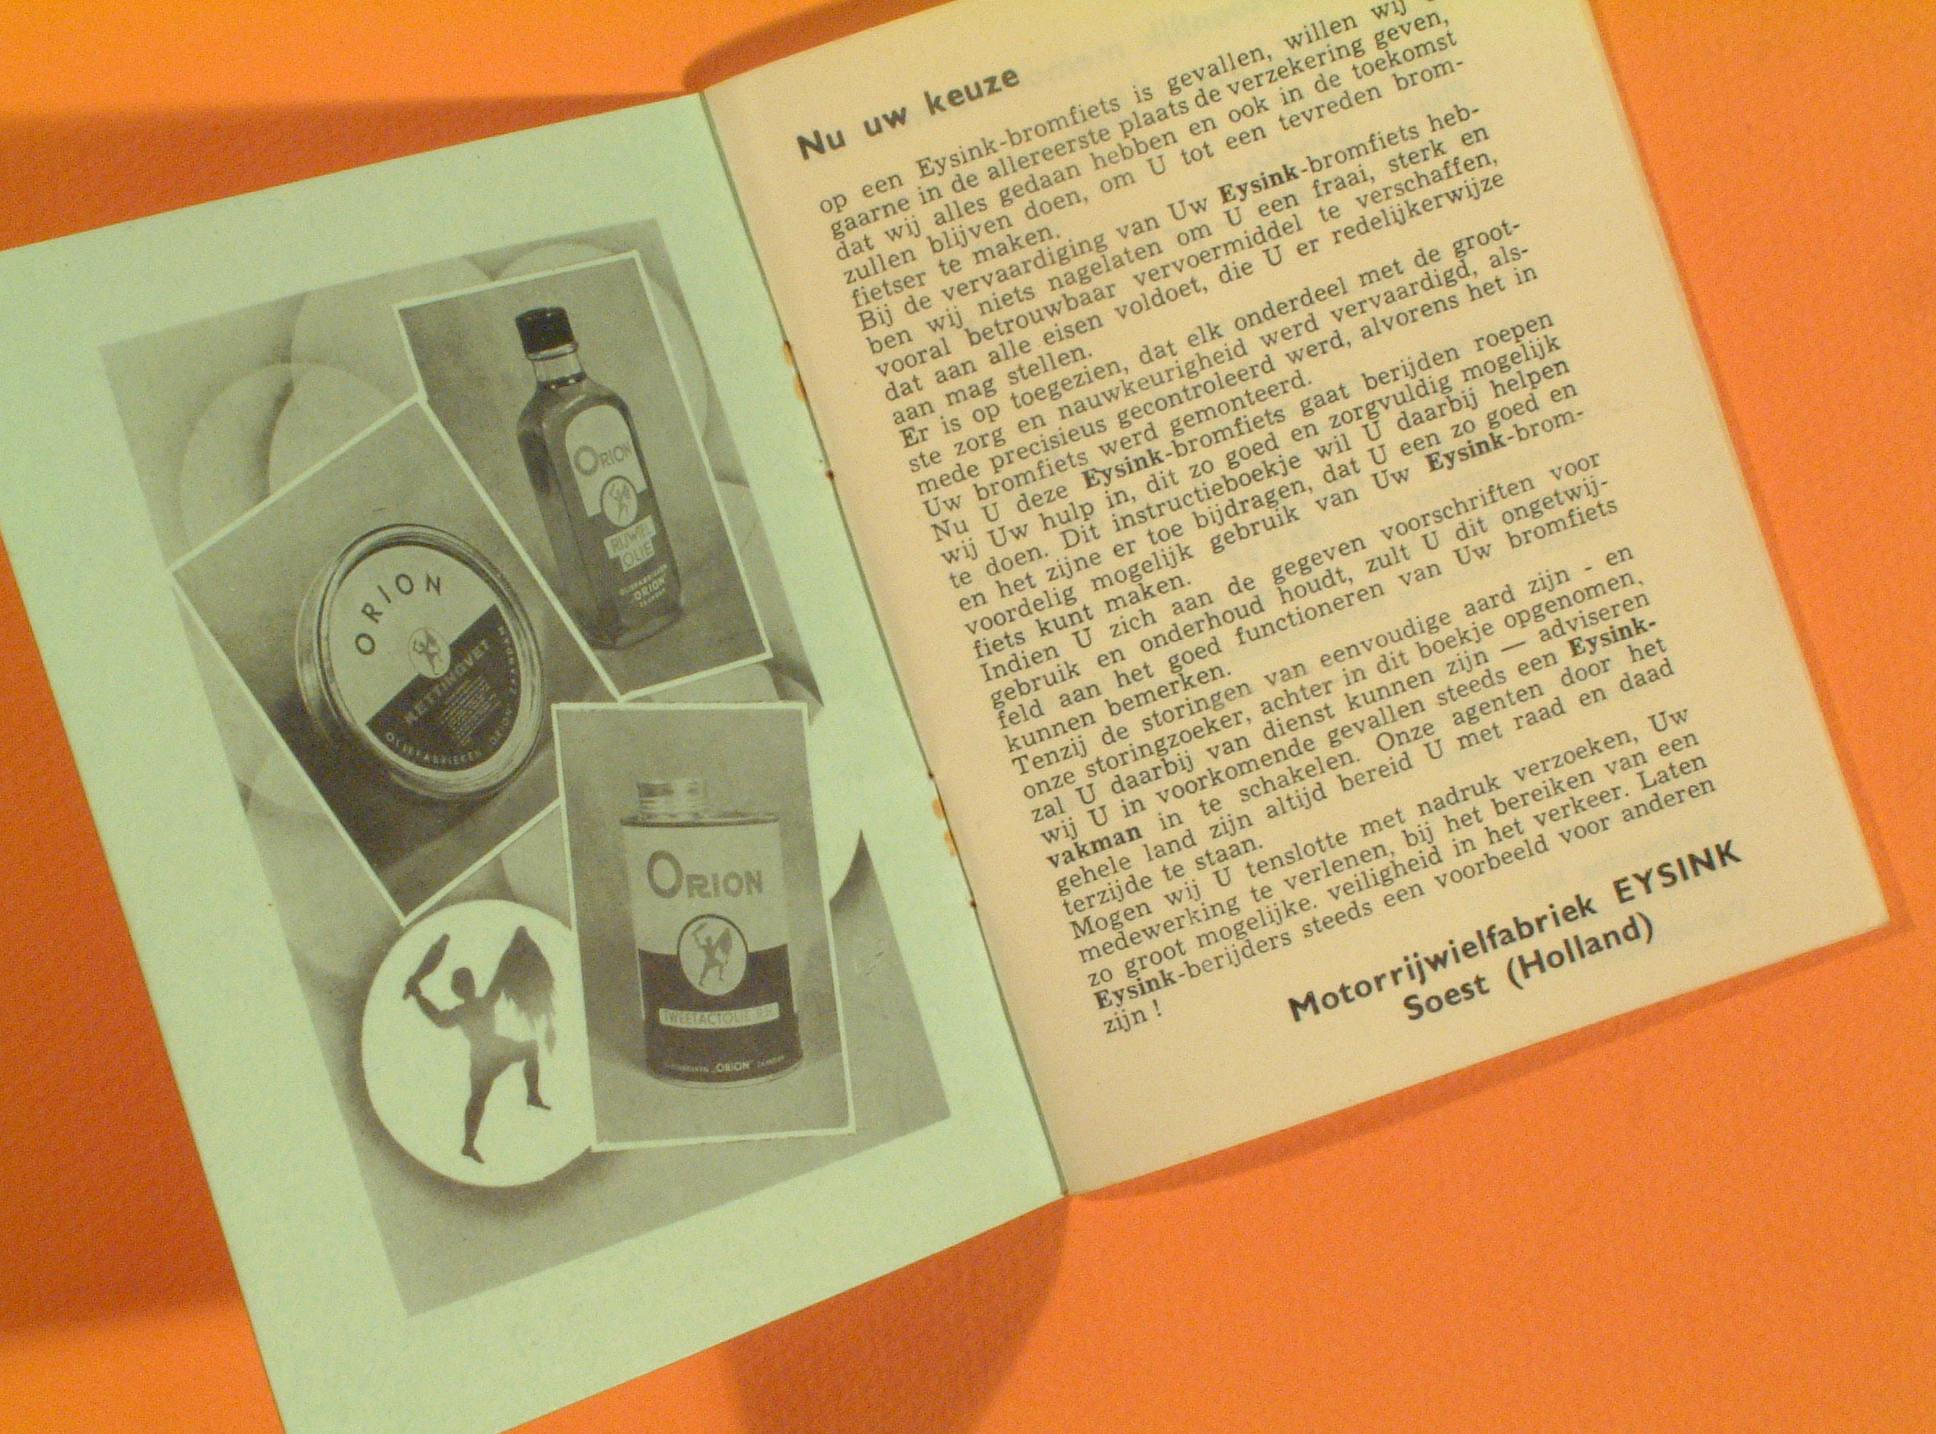 ORION
RIJWIEL
OLIE
OLIEFABRIEKEN
"ORION"
ZAANDAM
ORION
KETTINGVET
OLIEFABRIEKEN ORION ZAANDAM
ORION
TWEETACTOLIE
„ORION"
Nu uw keuze
op een Eysink-bromfiets is gevallen, willen wij
gaarne in de allereerste plaats de verzekering geven,
dat wij alles gedaan hebben en ook in de toekomst
zullen blijven doen, om U tot een tevreden brom-
fietser te maken.
Bij de vervaardiging van Uw Eysink-bromfiets heb-
ben wij niets nagelaten om U een fraai, sterk en
vooral betrouwbaar vervoermiddel te verschaffen,
dat aan alle eisen voldoet, die U er redelijkerwijze
aan mag stellen.
Er is op toegezien, dat elk onderdeel met de groot-
ste zorg en nauwkeurigheid werd vervaardigd, als-
mede precisieus gecontroleerd werd, alvorens het in
Uw bromfiets werd gemonteerd.
Nu U deze Eysink-bromfiets gaat berijden roepen
wij Uw hulp in, dit zo goed en zorgvuldig mogelijk
te doen. Dit instructieboekje wil U daarbij helpen
en het zijne er toe bijdragen, dat U een zo goed en
voordelig mogelijk gebruik van Uw Eysink-brom-
fiets kunt maken.
Indien U zich aan de gegeven voorschriften voor
gebruik en onderhoud houdt, zult U dit ongetwij-
feld aan het goed functioneren van Uw bromfiets
kunnen bemerken.
Tenzij de storingen van eenvoudige aard zijn - en
onze storingzoeker, achter in dit boekje opgenomen,
zal U daarbij van dienst kunnen zijn — adviseren
wij U in voorkomende gevallen steeds een Eysink-
vakman in te schakelen. Onze agenten door het
gehele land zijn altijd bereid U met raad en daad
terzijde te staan.
Mogen wij U tenslotte met nadruk verzoeken, Uw
medewerking te verlenen, bij het bereiken van een
zo groot mogelijke. veiligheid in het verkeer. Laten
Eysink-berijders steeds een voorbeeld voor anderen
zijn !
Motorrijwielfabriek EYSINK
Soest (Holland)